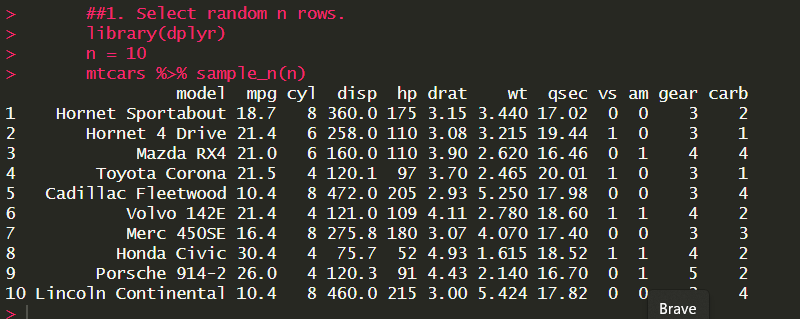 > ##1. Select random n rows.
> library(dplyr)
> n = 10
> mtcars %>% sample_n(n)
model mpg cyl disp hp drat wt qsec vs am gear carb
1 Hornet Sportabout 18.7 8 360.0 175 3.15 3.440 17.02 0 0 3 2
2 Hornet 4 Drive 21.4 6 258.0 110 3.08 3.215 19.44 1 0 3 1
3 Mazda RX4 21.0 6 160.0 110 3.90 2.620 16.46 0 1 4 4
4 Toyota Corona 21.5 4 120.1 97 3.70 2.465 20.01 1 0 3 1
5 Cadillac Fleetwood 10.4 8 472.0 205 2.93 5.250 17.98 0 0 3 4
6 Volvo 142E 21.4 4 121.0 109 4.11 2.780 18.60 1 1 4 2
7 Merc 450SE 16.4 8 275.8 180 3.07 4.070 17.40 0 0 3 3
8 Honda Civic 30.4 4 75.7 52 4.93 1.615 18.52 1 1 4 2
9 Porsche 914-2 26.0 4 120.3 91 4.43 2.140 16.70 0 1 5 2
10 Lincoln Continental 10.4 8 460.0 215 3.00 5.424 17.82 0 0 4
>
Brave